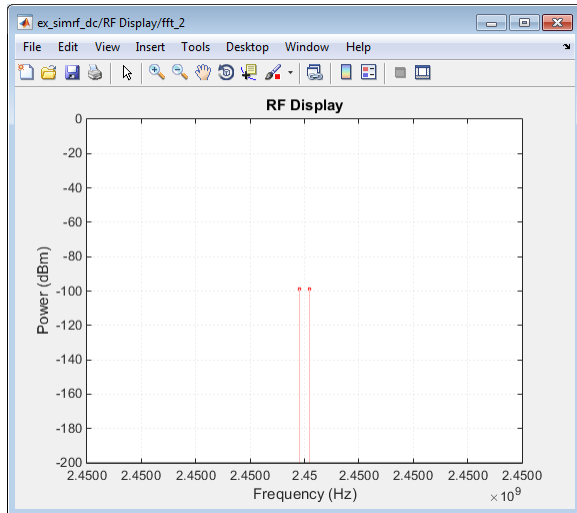 ex_simrf_dc/RF Display/fft_2
File Edit View Insert Tools Desktop Window Help
RF Display
0
-20
-40
-60
-80
-100
-120
-140
-160
-180
-200
Power (dBm)
2.4500 2.4500 2.4500 2.4500 2.45 2.4500 2.4500 2.4500 2.4500
Frequency (Hz)
×10^9